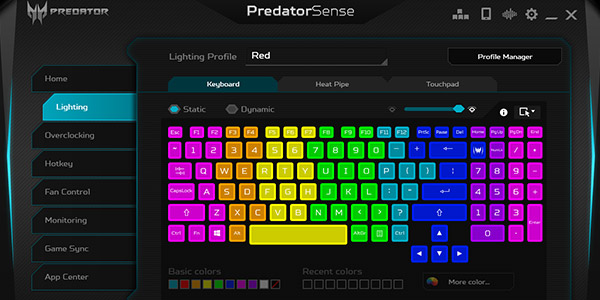 PREDATOR
PredatorSense
Lighting Profile Red
Profile Manager
Home
Keyboard Heat Pipe Touchpad
Lighting
Static Dynamic
Overclocking
Hotkey
Fan Control
Monitoring
Game Sync
App Center
Esc F1 F2 F3 F4 F5 F6 F7 F8 F9 F10 F11 F12 PrtSc Pause Del Home PgUp PgDn End
1 2 3 4 5 6 7 8 9 0 - + NumLk / *
Q W E R T Y U I O P { } \ 7 8 9 -
CapsLock A S D F G H J K L : " 4 5 6 +
Z X C V B N M < > ? 1 2 3
Ctrl Fn Alt AltGr Ctrl 0 . Enter
Basic colors Recent colors
More color...